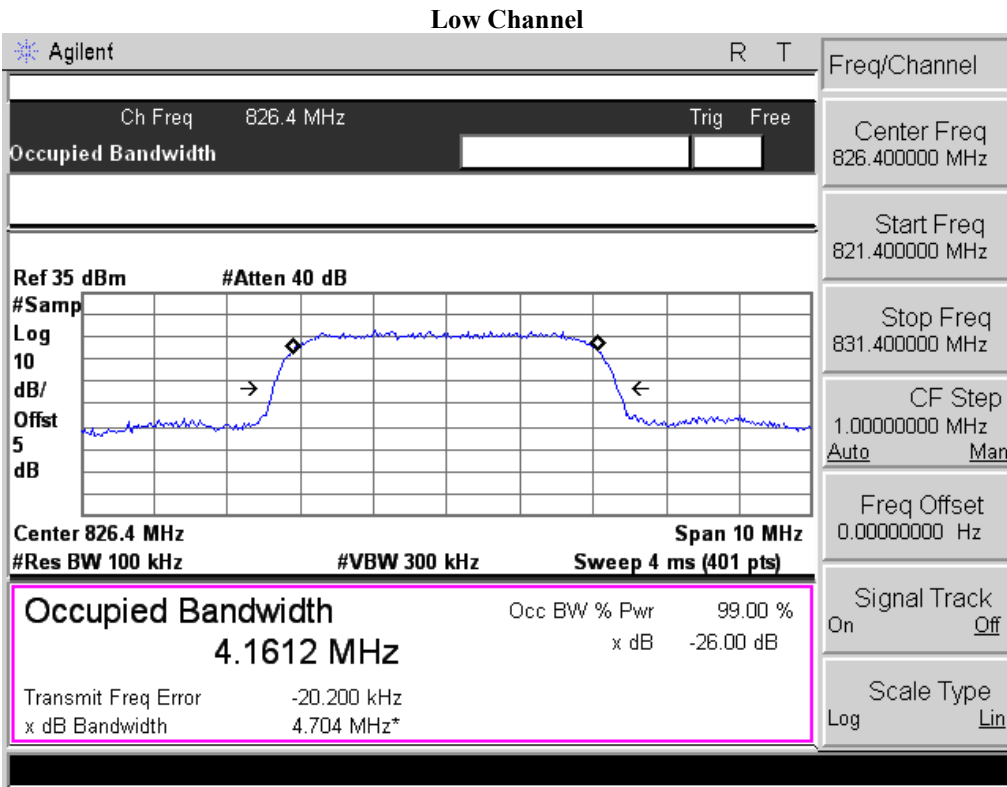 Low Channel
Agilent R T
Freq/Channel
Ch Freq 826.4 MHz Trig Free
Occupied Bandwidth
Center Freq
826.400000 MHz
Start Freq
821.400000 MHz
Stop Freq
831.400000 MHz
CF Step
1.00000000 MHz
Auto Man
Freq Offset
0.00000000 Hz
Signal Track
On Off
Scale Type
Log Lin
Ref 35 dBm #Atten 40 dB
#Samp
Log
10
dB/
Offst
5
dB
Center 826.4 MHz Span 10 MHz
#Res BW 100 kHz #VBW 300 kHz Sweep 4 ms (401 pts)
Occupied Bandwidth
4.1612 MHz
Occ BW % Pwr 99.00 %
x dB -26.00 dB
Transmit Freq Error -20.200 kHz
x dB Bandwidth 4.704 MHz*